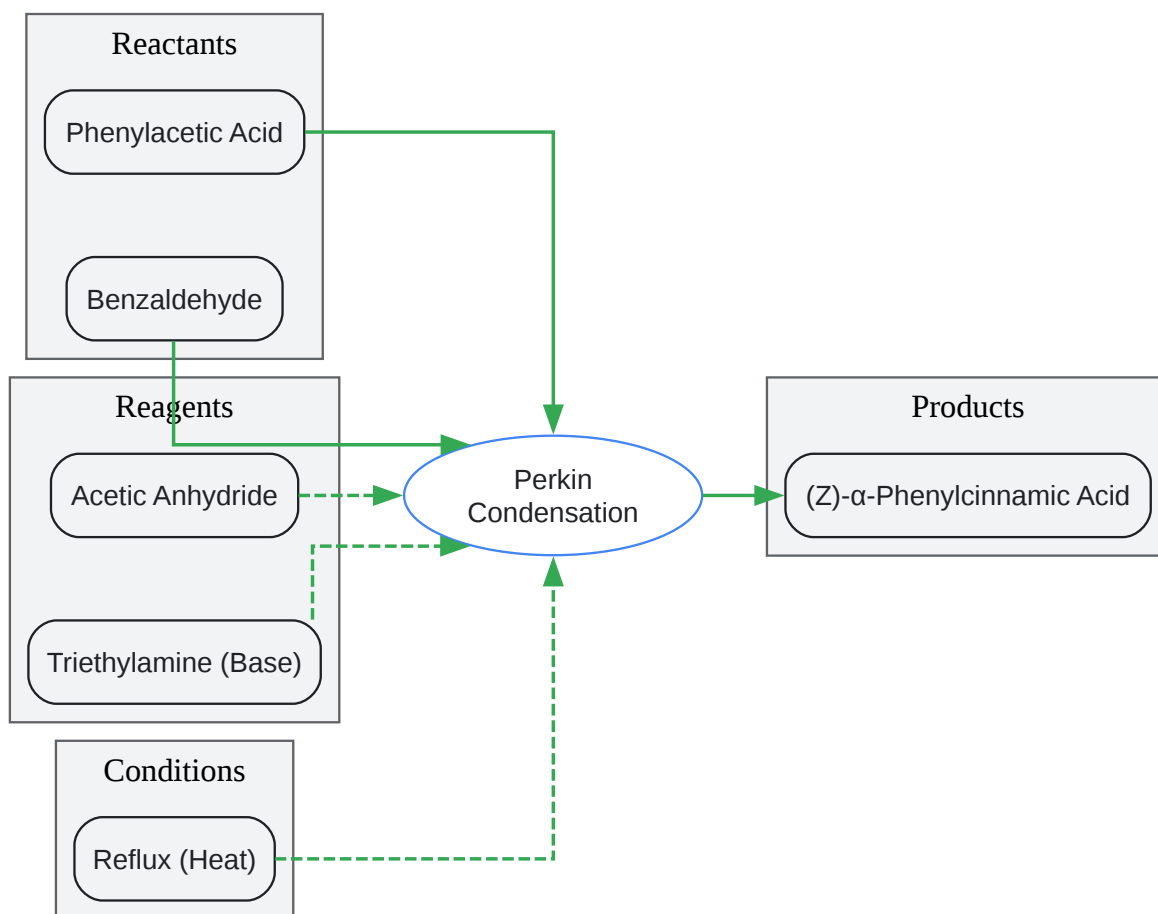 Reactants
Phenylacetic Acid
Benzaldehyde
Reagents
Acetic Anhydride
Triethylamine (Base)
Conditions
Reflux (Heat)
Perkin
Condensation
Products
(Z)-α-Phenylcinnamic Acid